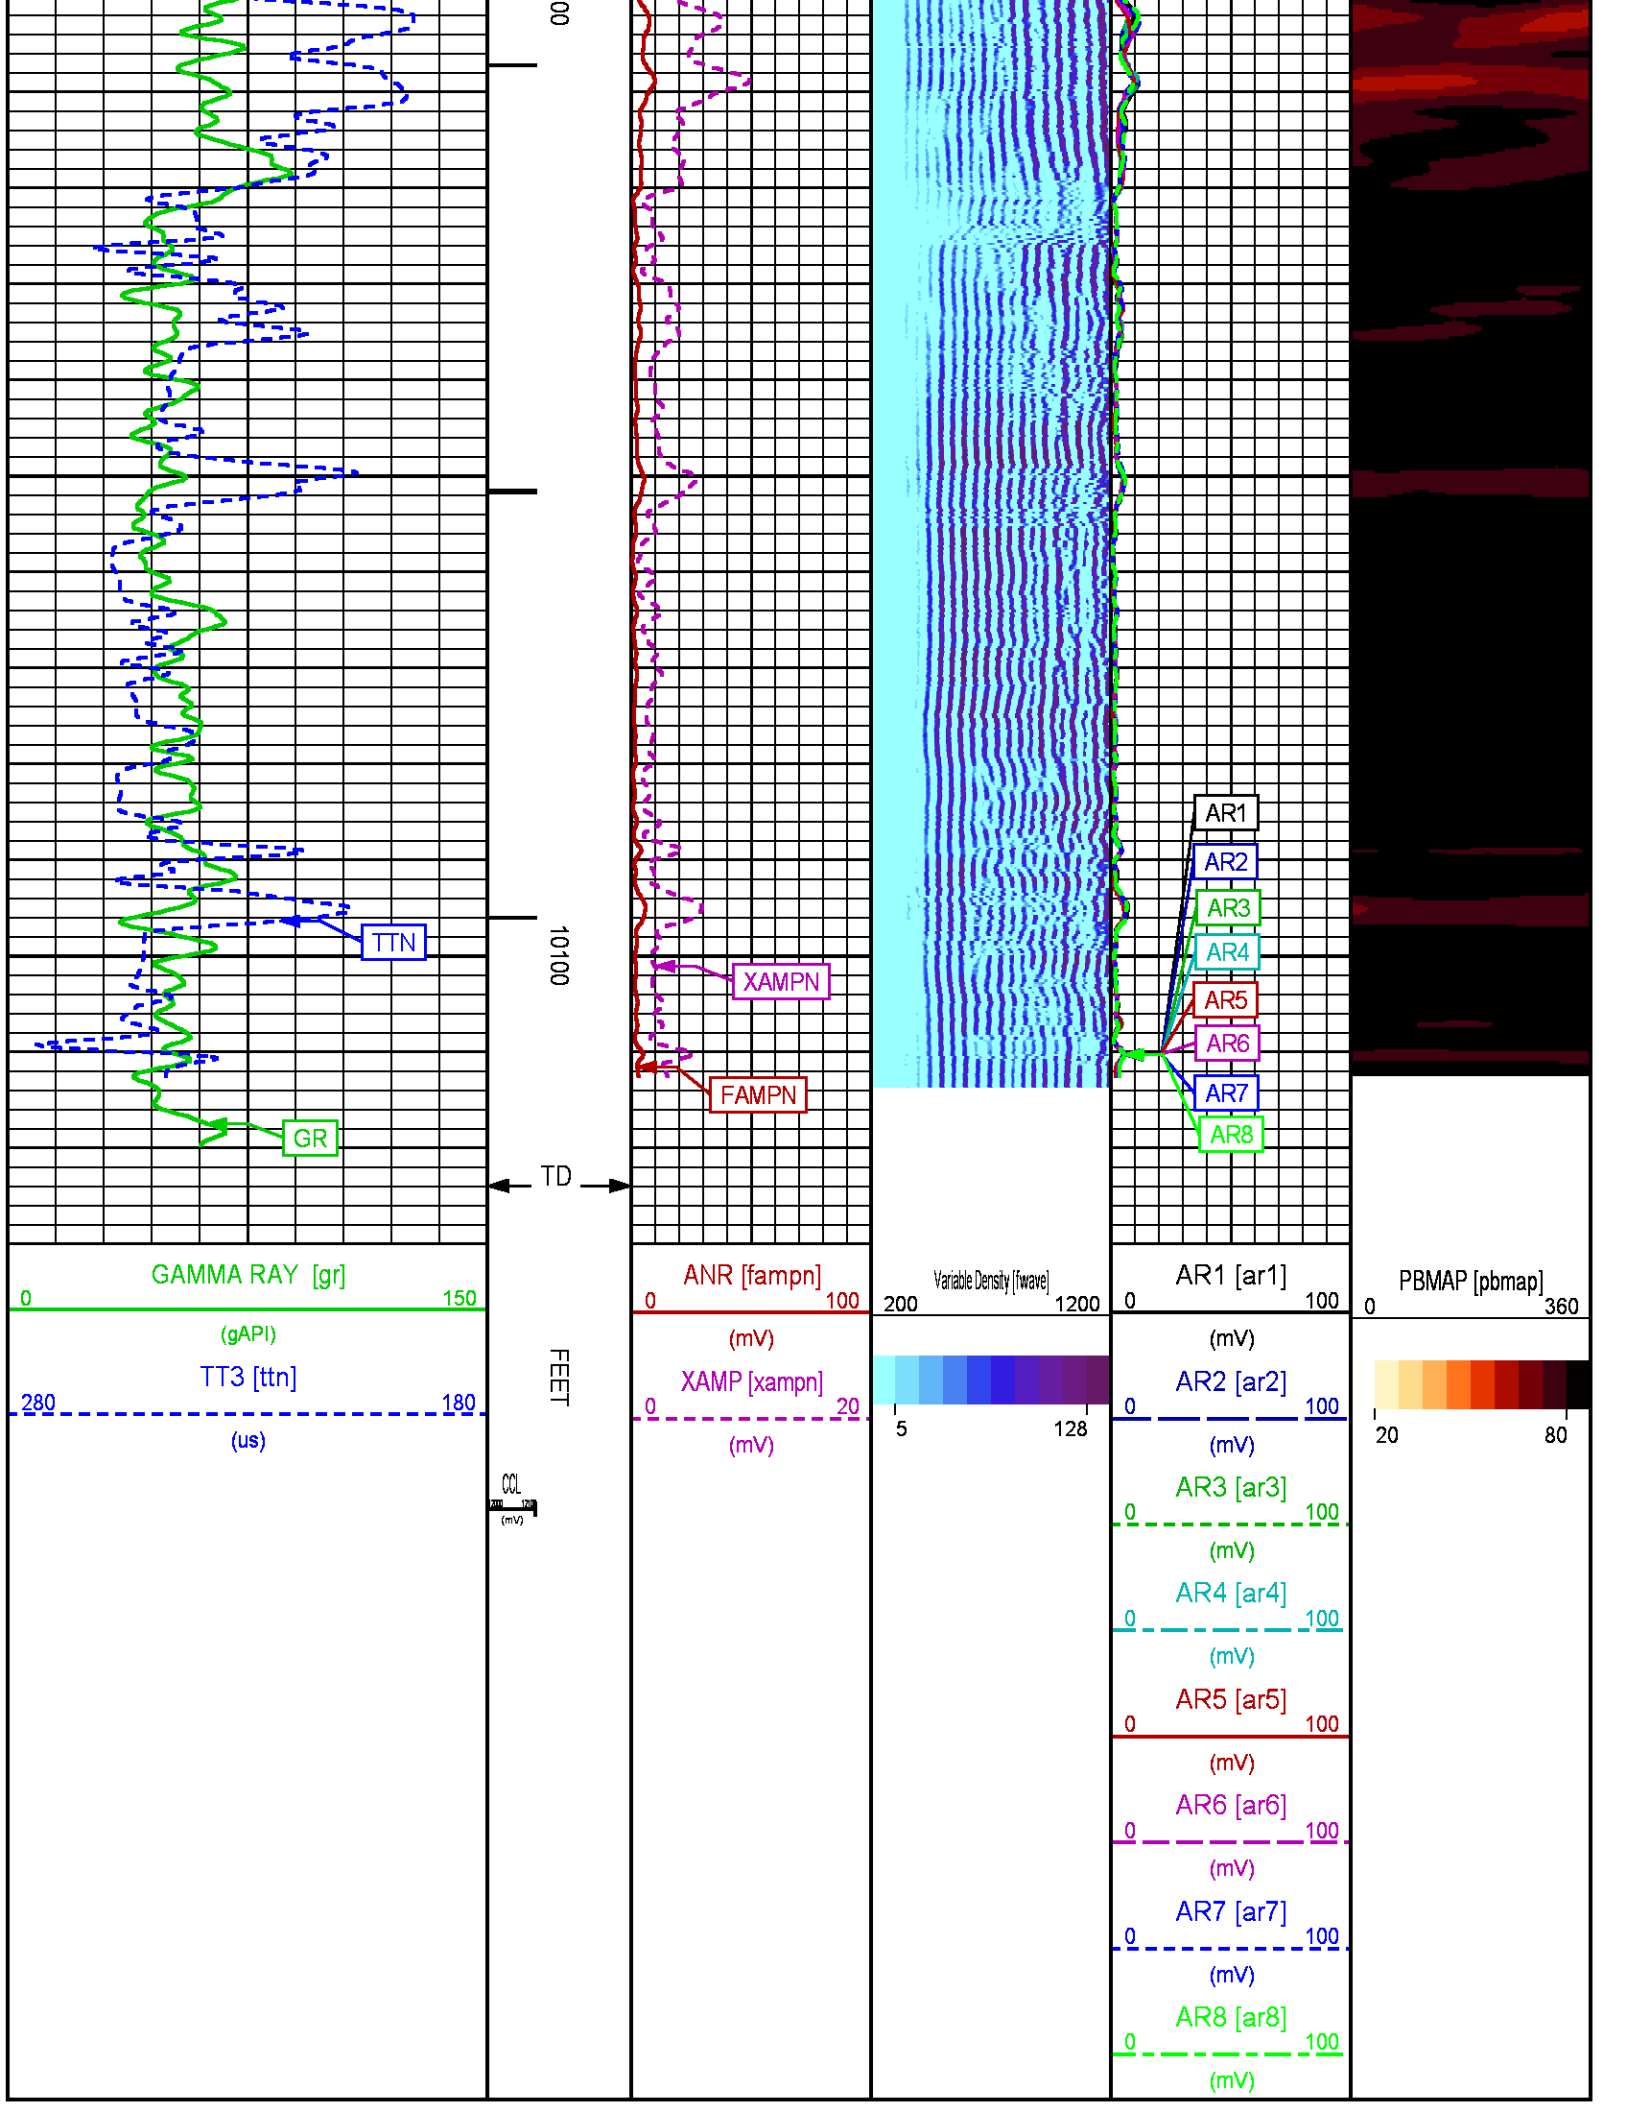 00
AR1
AR2
AR3
TTN
10100
AR4
XAMPN
AR5
AR6
FAMPN
AR7
GR
AR8
TD
GAMMA RAY [gr]
0 150
(gAPI)
TT3 [ttn]
280 180
(us)
FEET
CCL
(mV)
ANR [fampn]
0 100
(mV)
XAMP [xampn]
0 20
(mV)
Variable Density [fwave]
200 1200
5 128
AR1 [ar1]
0 100
(mV)
AR2 [ar2]
0 100
(mV)
AR3 [ar3]
0 100
(mV)
AR4 [ar4]
0 100
(mV)
AR5 [ar5]
0 100
(mV)
AR6 [ar6]
0 100
(mV)
AR7 [ar7]
0 100
(mV)
AR8 [ar8]
0 100
(mV)
PBMAP [pbmap]
0 360
20 80